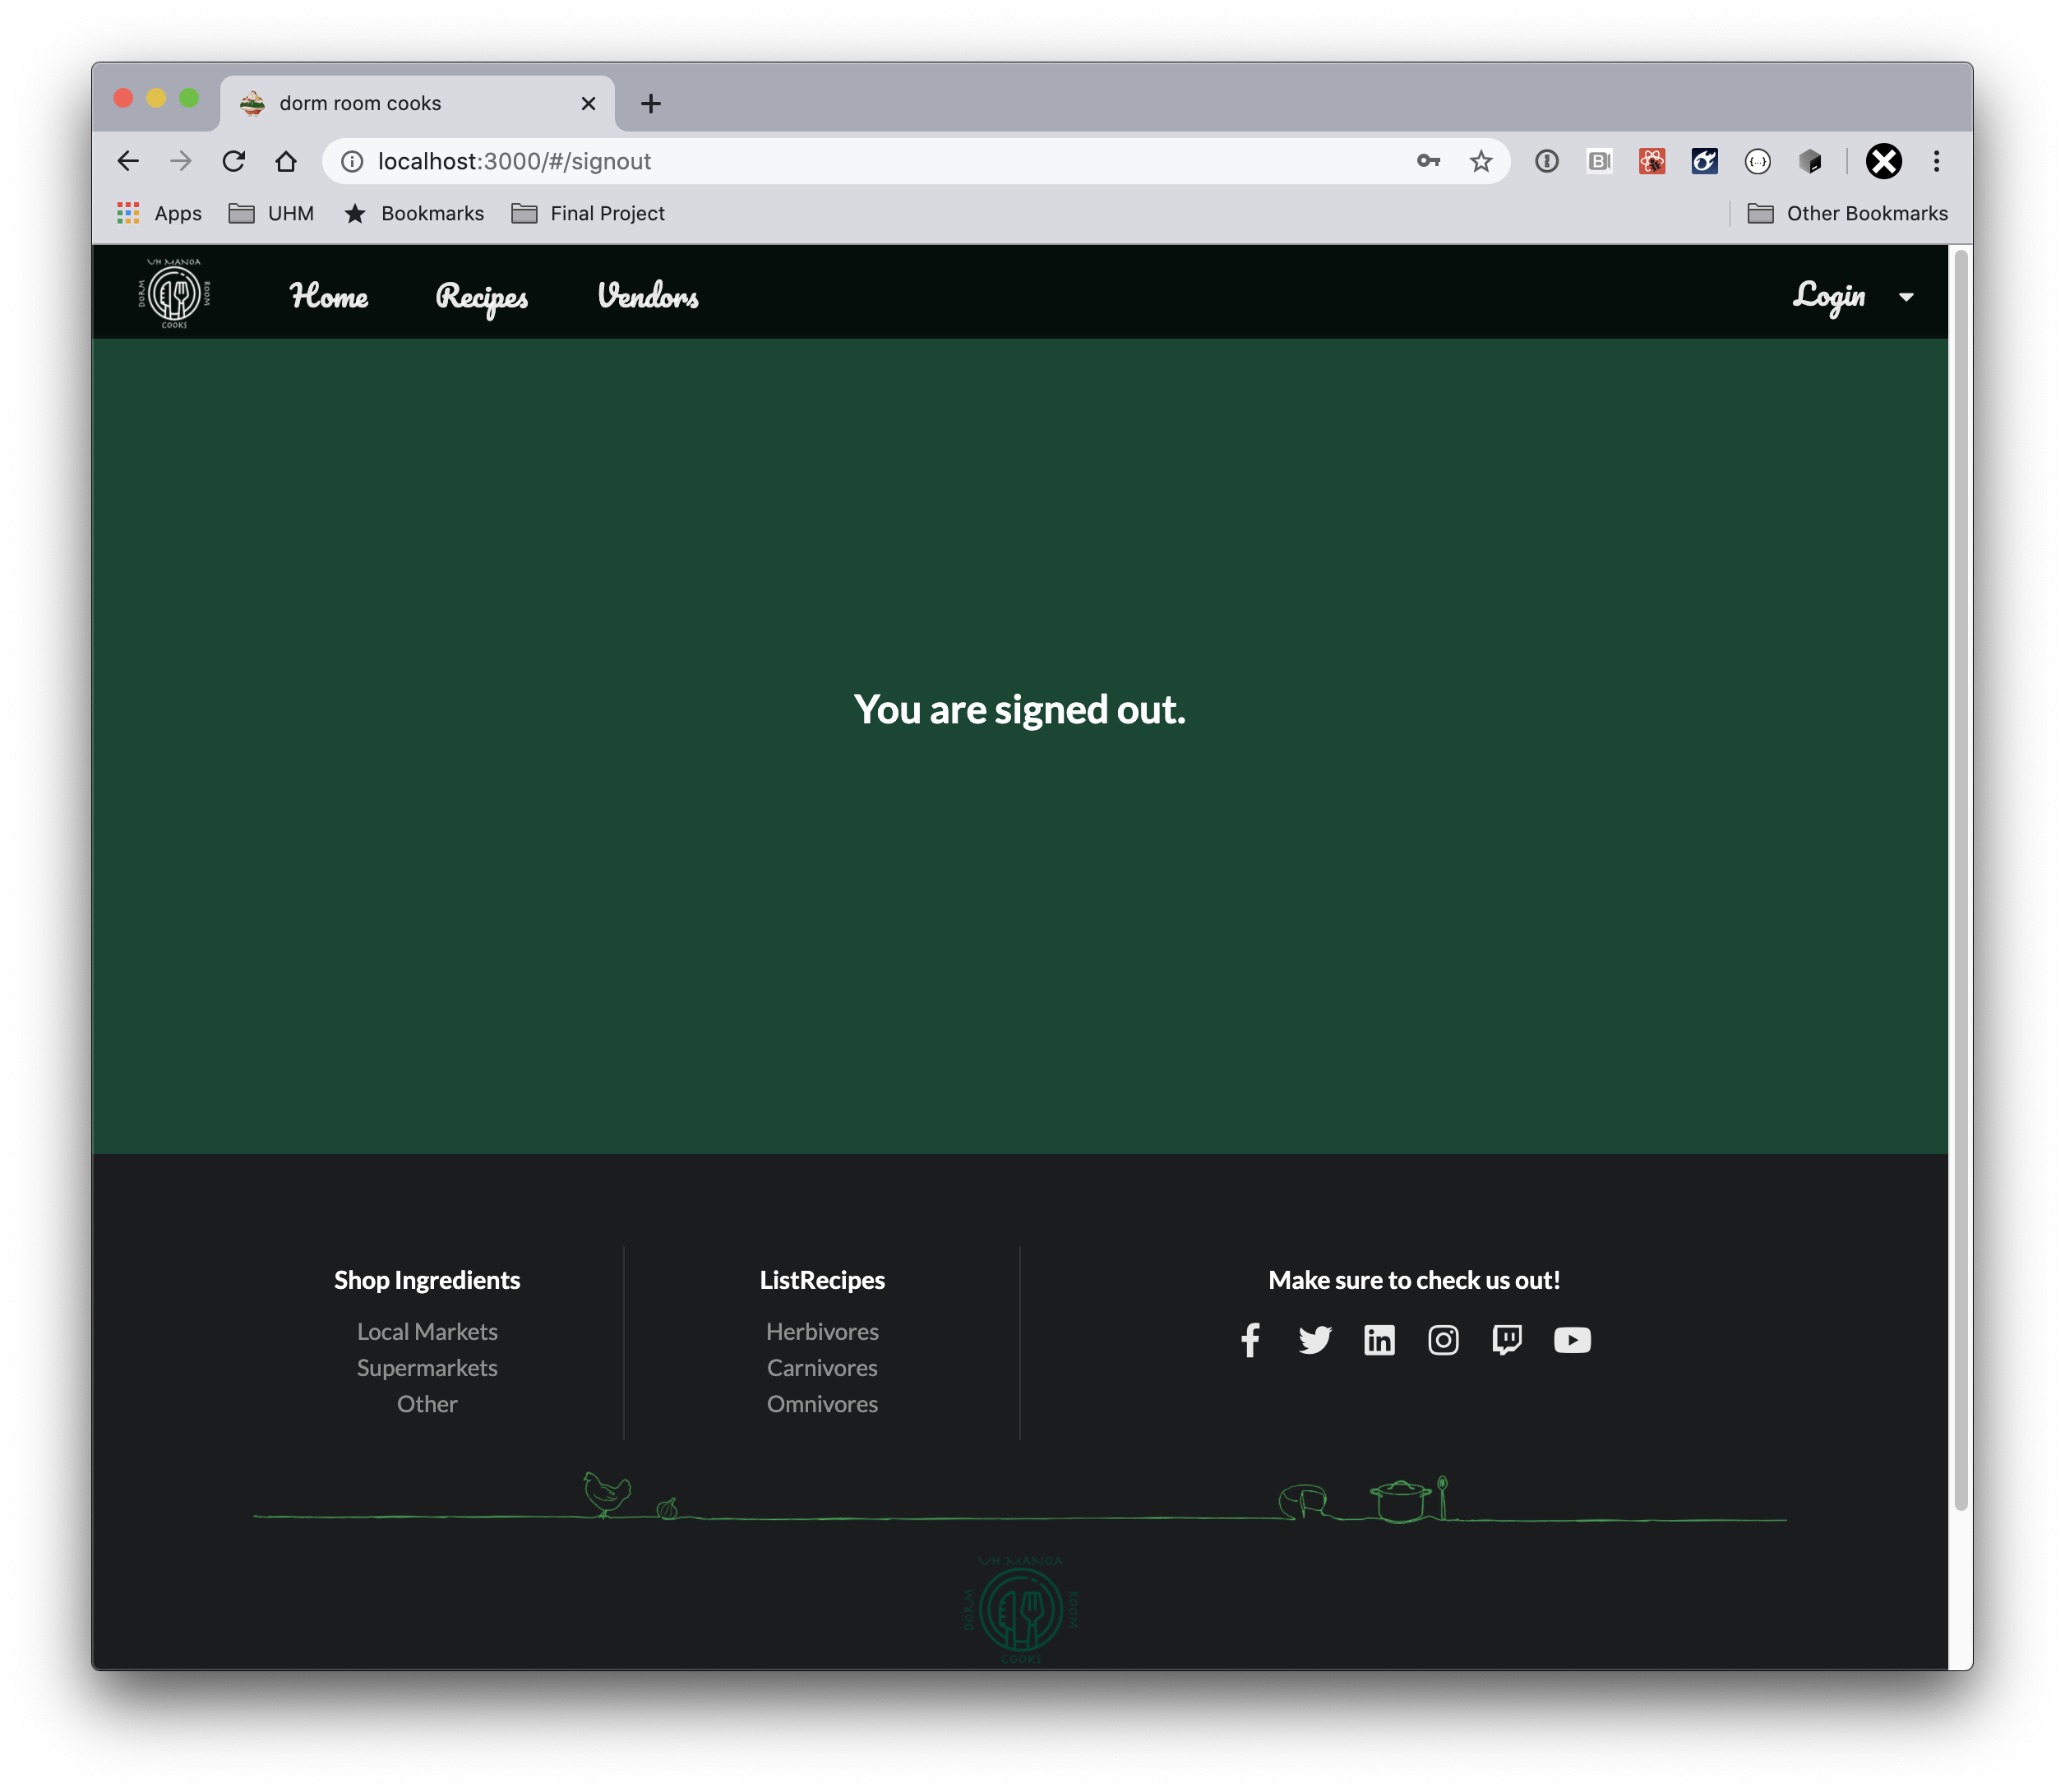 dorm room cooks
localhost:3000/#/signout
Apps UHM Bookmarks Final Project Other Bookmarks
UH MANOA
DORM ROOM
COOKS
Home Recipes Vendors Login
You are signed out.
Shop Ingredients
Local Markets
Supermarkets
Other
ListRecipes
Herbivores
Carnivores
Omnivores
Make sure to check us out!
UH MANOA
DORM ROOM
COOKS